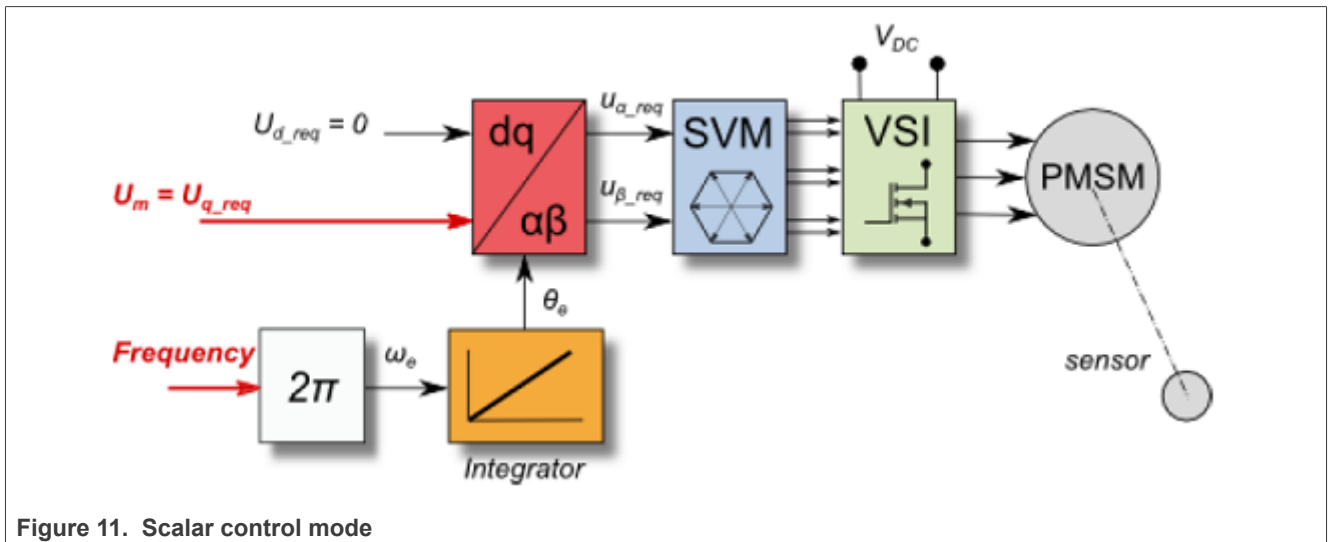 V_DC
U_d_req = 0
dq
αβ
u_α_req
u_β_req
SVM
VSI
PMSM
U_m = U_q_req
θ_e
Frequency
2π
ω_e
Integrator
sensor
Figure 11. Scalar control mode